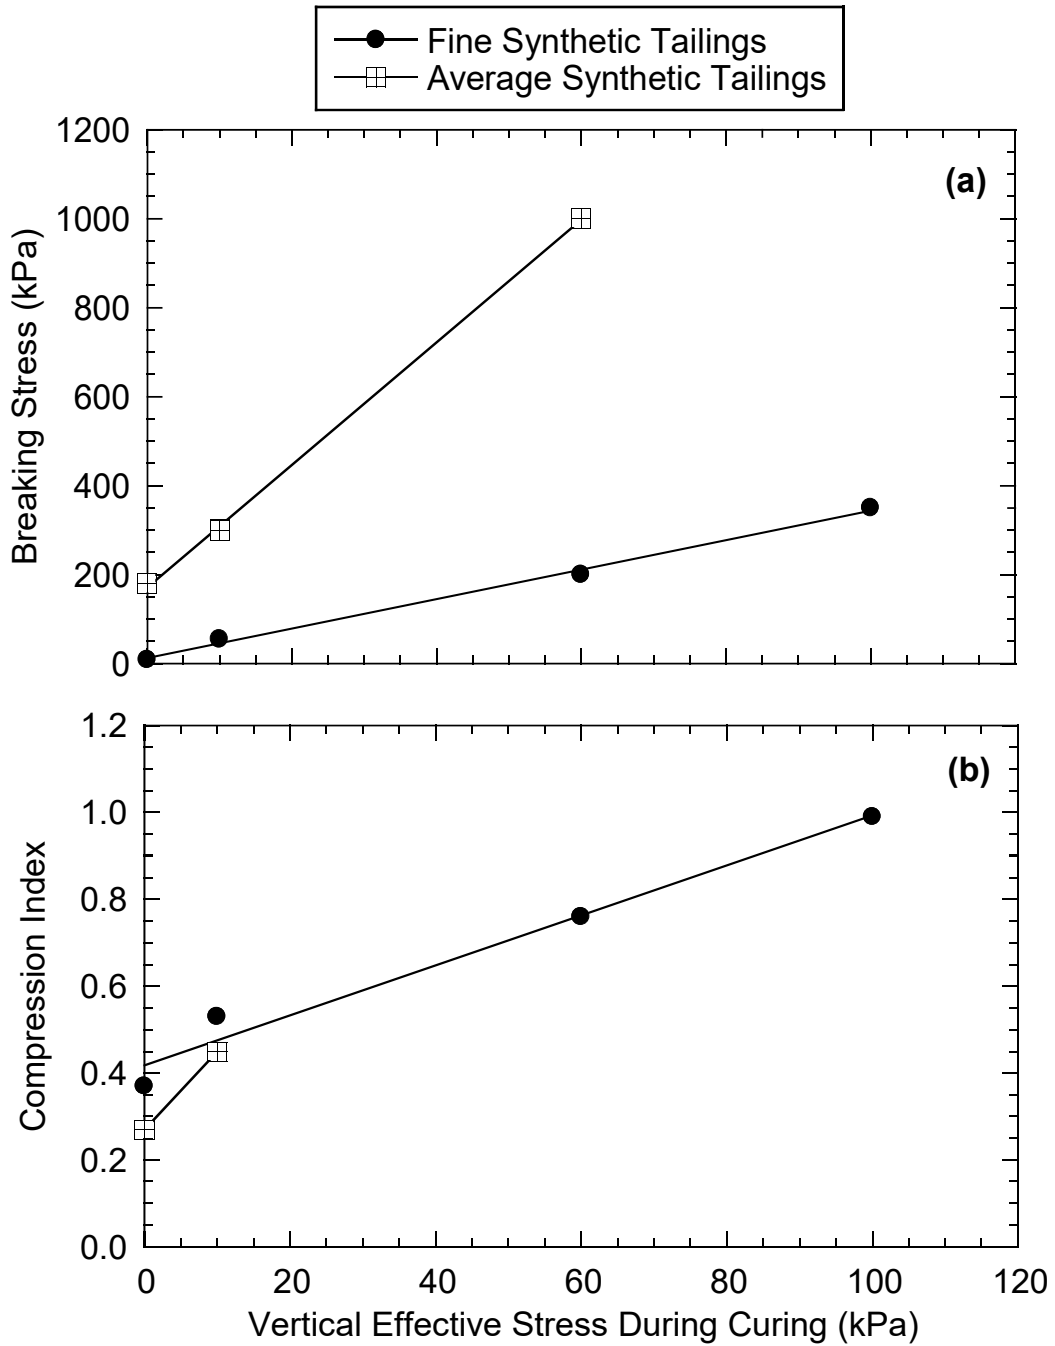 Fine Synthetic Tailings
Average Synthetic Tailings
1200
(a)
1000
800
600
400
200
0
Breaking Stress (kPa)
1.2
(b)
1.0
0.8
0.6
0.4
0.2
0.0
Compression Index
0 20 40 60 80 100 120
Vertical Effective Stress During Curing (kPa)